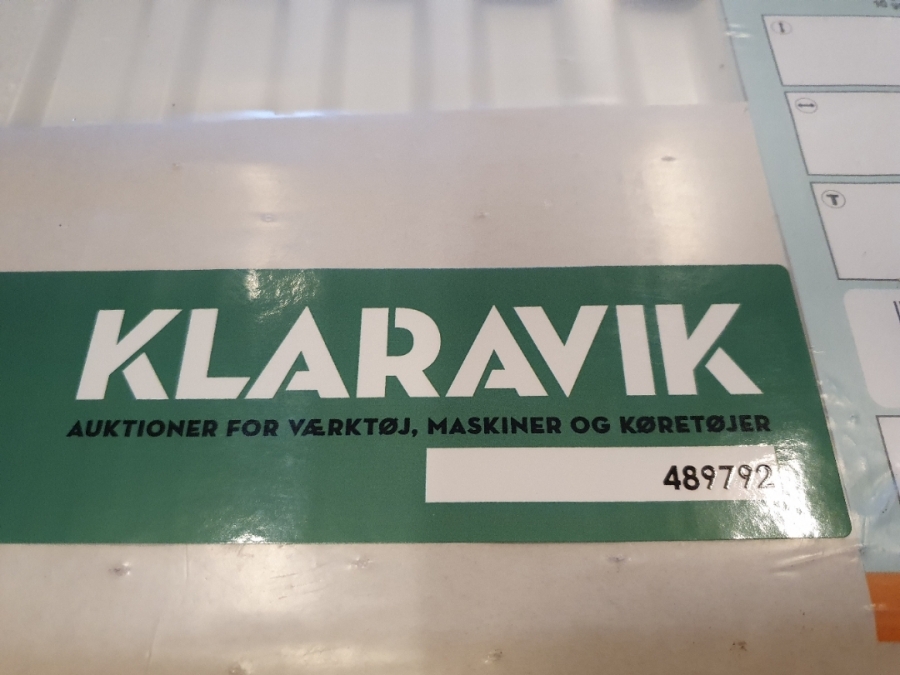 KLARAVIK
AUKTIONER FOR VÆRKTØJ, MASKINER OG KØRETØJER
489792
T